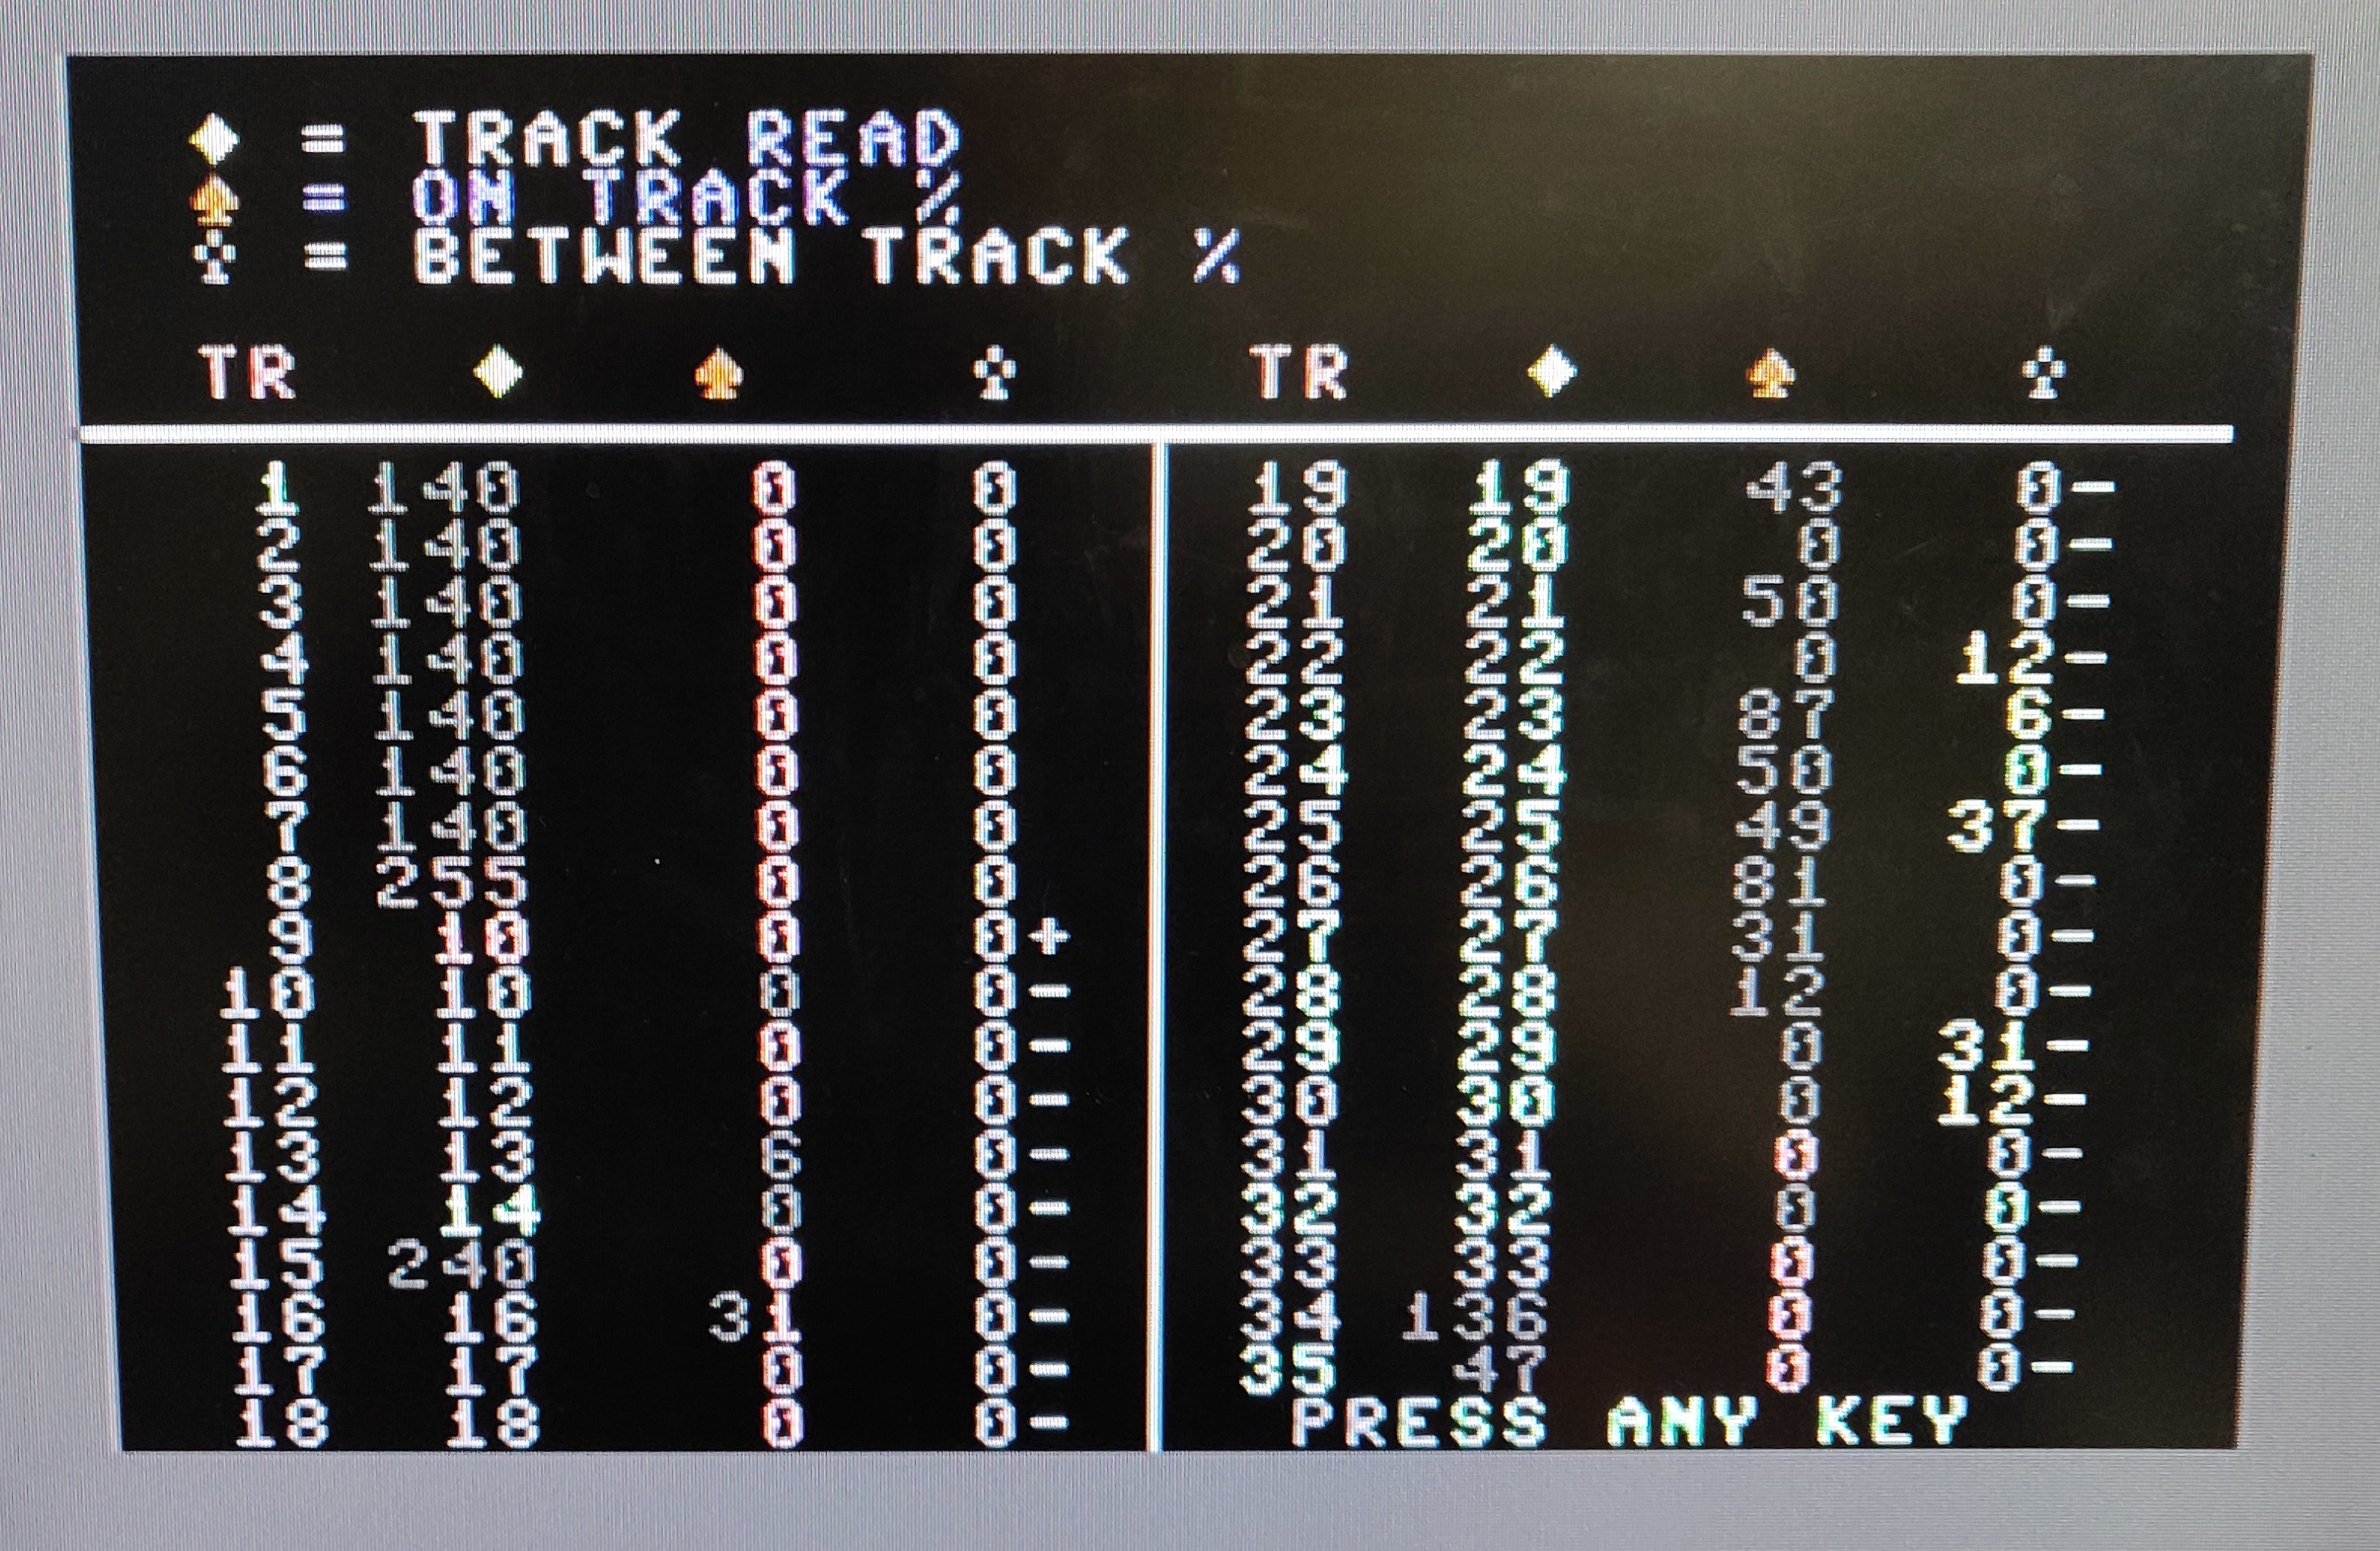 ♦ = TRACK READ
♠ = ON TRACK %
♣ = BETWEEN TRACK %
TR ♦ ♠ ♣ TR ♦ ♠ ♣
1 140 0 0 19 19 43 0-
2 140 0 0 20 20 0 0-
3 140 0 0 21 21 50 0-
4 140 0 0 22 22 0 12-
5 140 0 0 23 23 87 6-
6 140 0 0 24 24 50 0-
7 140 0 0 25 25 49 37-
8 255 0 0 26 26 81 0-
9 10 0 0+ 27 27 31 0-
10 10 0 0- 28 28 12 0-
11 11 0 0- 29 29 0 31-
12 12 0 0- 30 30 0 12-
13 13 6 0- 31 31 0 0-
14 14 0 0- 32 32 0 0-
15 240 0 0- 33 33 0 0-
16 16 31 0- 34 136 0 0-
17 17 0 0- 35 47 0 0-
18 18 0 0- PRESS ANY KEY